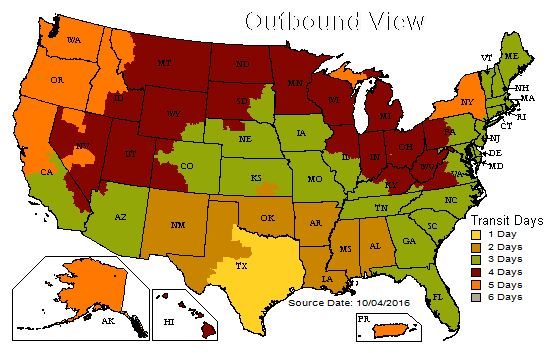 Outbound View
WA
OR
CA
ID
NV
MT
WY
UT
AZ
CO
NM
ND
SD
NE
KS
OK
TX
MN
IA
MO
AR
LA
WI
ID
MI
IN
OH
KY
TN
MS
AL
GA
FL
SC
NC
VA
WV
PA
NY
VT
ME
NH
MA
RI
CT
NJ
DE
MD
AK
HI
PR
Transit Days
1 Day
2 Days
3 Days
4 Days
5 Days
6 Days
Source Date: 10/04/2016